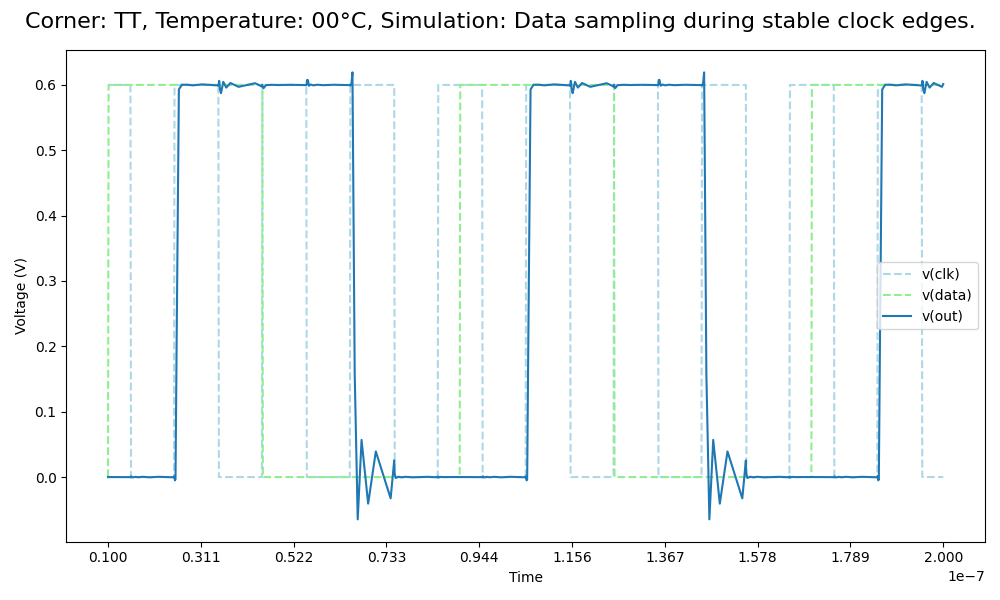 Corner: TT, Temperature: 00°C, Simulation: Data sampling during stable clock edges.
Voltage (V)
0.6
0.5
0.4
0.3
0.2
0.1
0.0
v(clk)
v(data)
v(out)
0.100 0.311 0.522 0.733 0.944 1.156 1.367 1.578 1.789 2.000
Time
1e−7